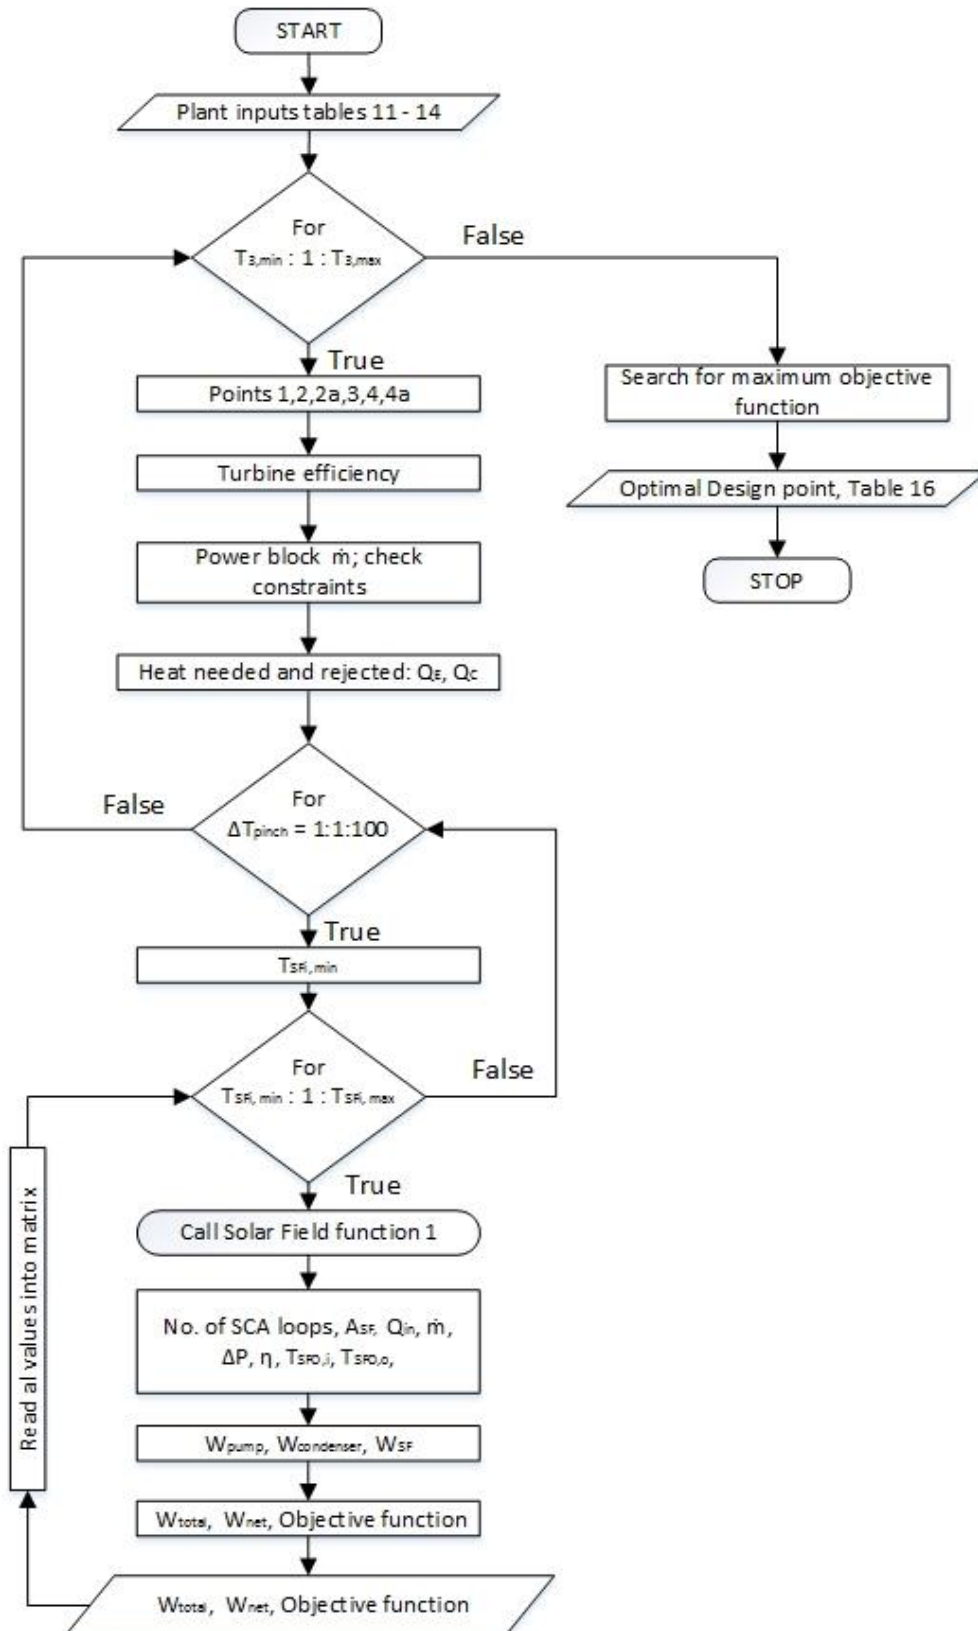 START
Plant inputs tables 11 - 14
For
T3,min : 1 : T3,max
False
True
Points 1,2,2a,3,4,4a
Search for maximum objective
function
Turbine efficiency
Optimal Design point, Table 16
Power block ṁ; check
constraints
STOP
Heat needed and rejected: QE, QC
False
For
ΔTpinch = 1:1:100
True
TSFi,min
For
TSFi, min : 1 : TSFi, max
False
True
Read al values into matrix
Call Solar Field function 1
No. of SCA loops, ASF, Qin, ṁ,
ΔP, η, TSFO,i, TSFO,o,
Wpump, Wcondenser, WSF
Wtotal, Wnet, Objective function
Wtotal, Wnet, Objective function